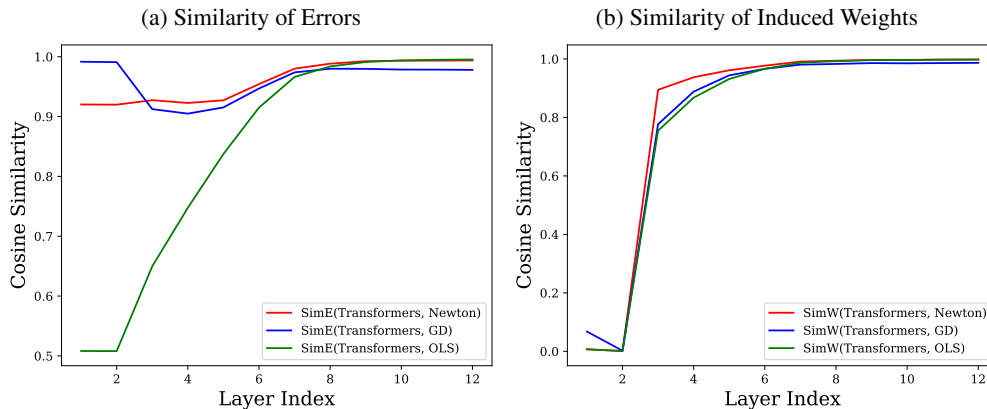 (a) Similarity of Errors
1.0
0.9
0.8
0.7
0.6
0.5
Cosine Similarity
2
4
6
8
10
12
Layer Index
SimE(Transformers, Newton)
SimE(Transformers, GD)
SimE(Transformers, OLS)
(b) Similarity of Induced Weights
1.0
0.8
0.6
0.4
0.2
0.0
Cosine Similarity
2
4
6
8
10
12
Layer Index
SimW(Transformers, Newton)
SimW(Transformers, GD)
SimW(Transformers, OLS)